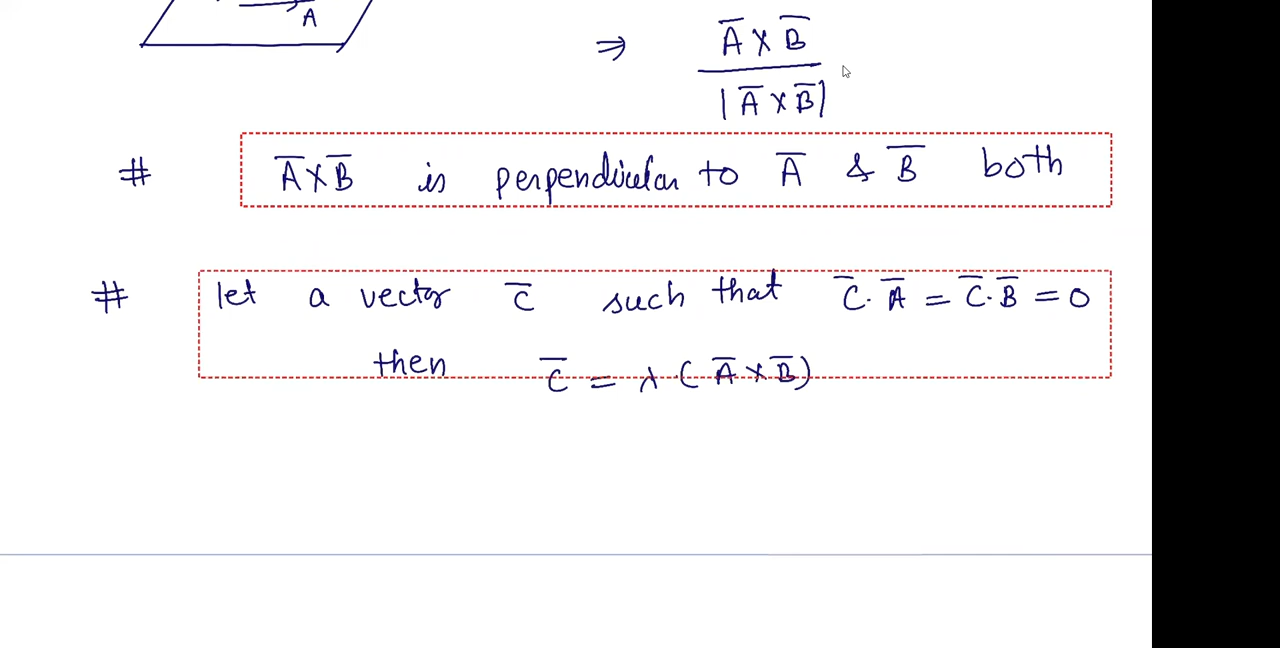 A
⇒ A̅ × B̅
|A̅ × B̅|
# A̅×B̅ is perpendicular to A̅ & B̅ both
# let a vector C̅ such that C̅. A̅ = C̅. B̅ = 0
then C̅ = λ (A̅ × B̅)